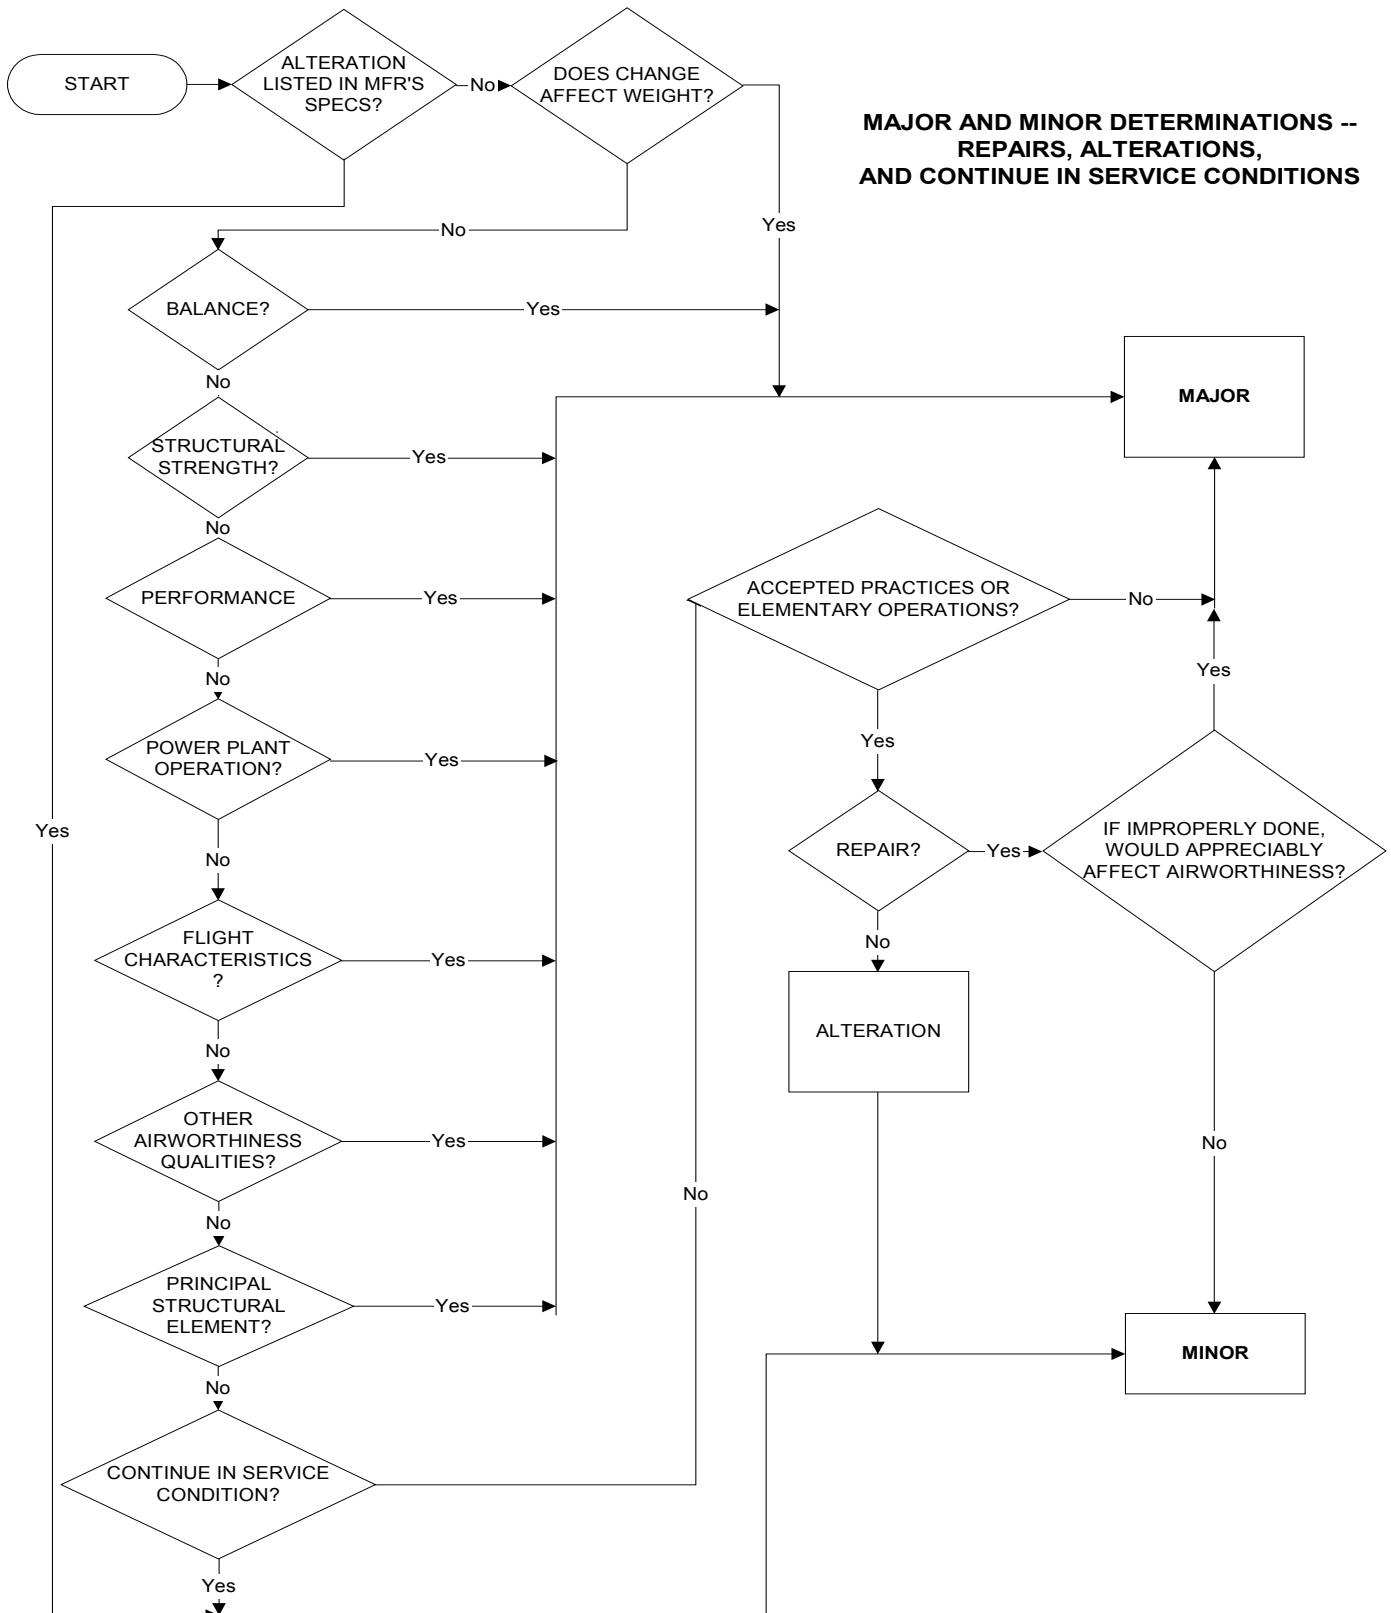 START
ALTERATION
LISTED IN MFR'S
SPECS?
No
DOES CHANGE
AFFECT WEIGHT?
MAJOR AND MINOR DETERMINATIONS --
REPAIRS, ALTERATIONS,
AND CONTINUE IN SERVICE CONDITIONS
Yes
No
BALANCE?
Yes
No
MAJOR
STRUCTURAL
STRENGTH?
Yes
No
PERFORMANCE
Yes
ACCEPTED PRACTICES OR
ELEMENTARY OPERATIONS?
No
Yes
No
POWER PLANT
OPERATION?
Yes
Yes
Yes
No
REPAIR?
Yes
IF IMPROPERLY DONE,
WOULD APPRECIABLY
AFFECT AIRWORTHINESS?
FLIGHT
CHARACTERISTICS
?
Yes
No
ALTERATION
No
OTHER
AIRWORTHINESS
QUALITIES?
Yes
No
No
No
PRINCIPAL
STRUCTURAL
ELEMENT?
Yes
MINOR
No
CONTINUE IN SERVICE
CONDITION?
Yes